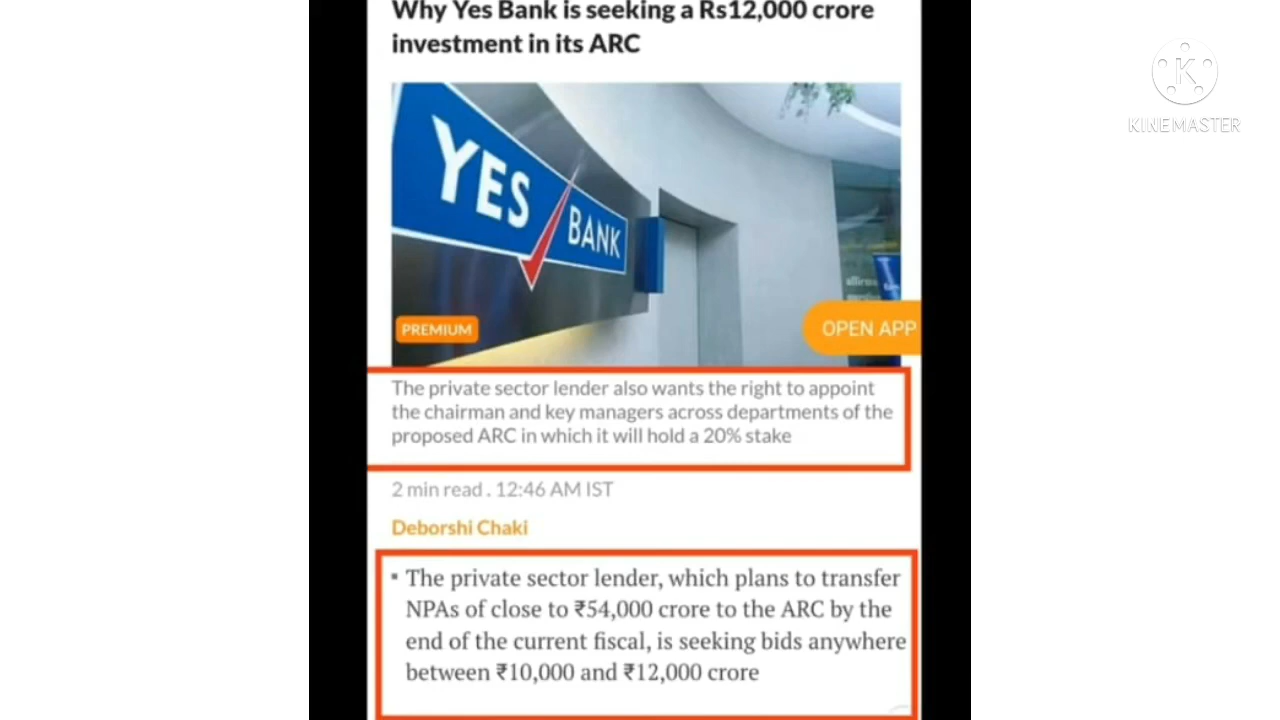 Why Yes Bank is seeking a Rs12,000 crore
investment in its ARC
K
KINEMASTER
YES
BANK
PREMIUM
OPEN APP
The private sector lender also wants the right to appoint
the chairman and key managers across departments of the
proposed ARC in which it will hold a 20% stake
2 min read . 12:46 AM IST
Deborshi Chaki
▪ The private sector lender, which plans to transfer
NPAs of close to ₹54,000 crore to the ARC by the
end of the current fiscal, is seeking bids anywhere
between ₹10,000 and ₹12,000 crore